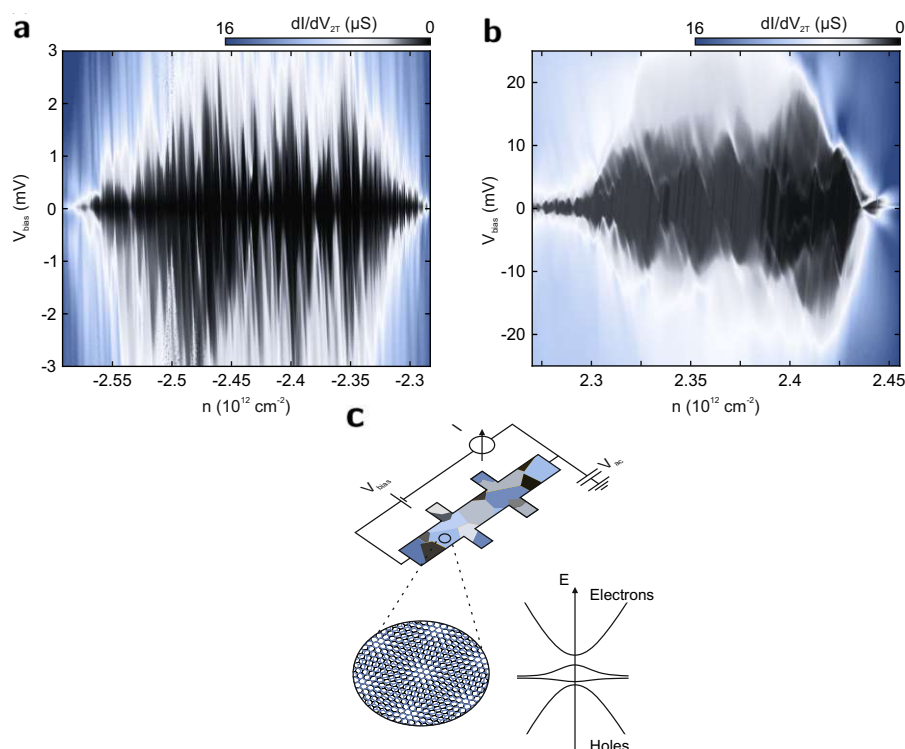 a
16 dI/dV2T (µS) 0
3
2
1
0
-1
-2
-3
Vbias (mV)
-2.55 -2.5 -2.45 -2.4 -2.35 -2.3
n (10^12 cm^-2)
b
16 dI/dV2T (µS) 0
20
10
0
-10
-20
Vbias (mV)
2.3 2.35 2.4 2.45
n (10^12 cm^-2)
c
I
Vbias
Vac
E
Electrons
Holes